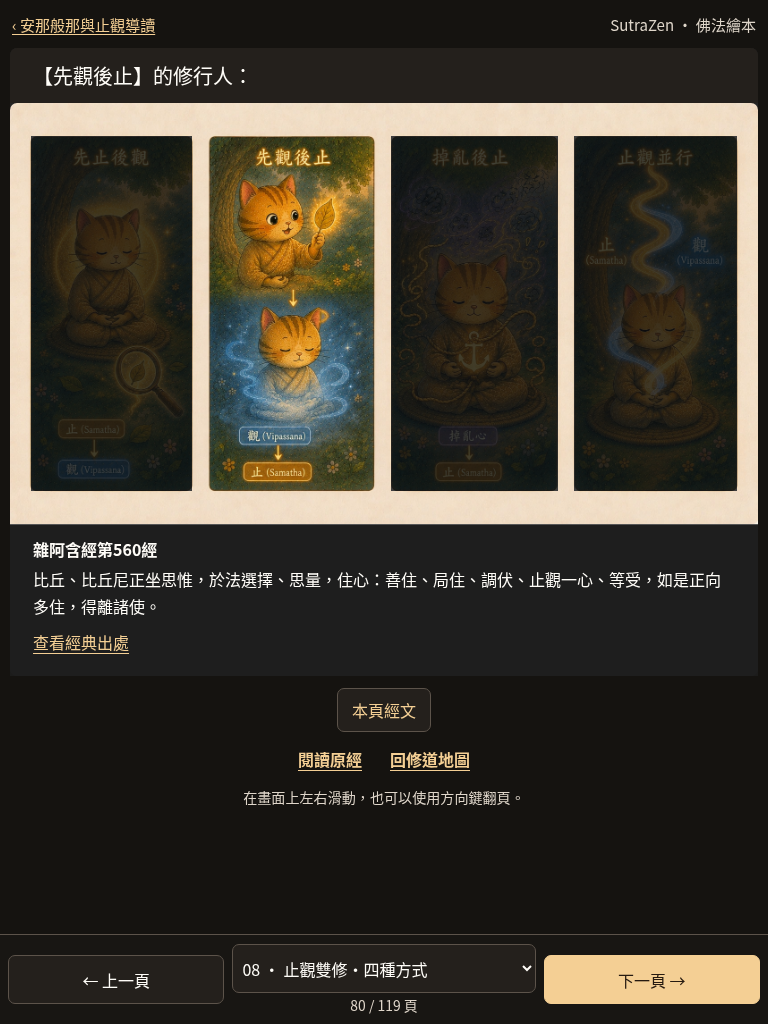 ‹ 安那般那與止觀導讀
SutraZen ・ 佛法繪本
【先觀後止】的修行人：
先止後觀
止 (Samatha)
觀 (Vipassana)
先觀後止
觀 (Vipassana)
止 (Samatha)
掉亂後止
掉亂心
止 (Samatha)
止觀並行
止
(Samatha)
觀
(Vipassana)
雜阿含經第560經
比丘、比丘尼正坐思惟，於法選擇、思量，住心：善住、局住、調伏、止觀一心、等受，如是正向
多住，得離諸使。
查看經典出處
本頁經文
閱讀原經
回修道地圖
在畫面上左右滑動，也可以使用方向鍵翻頁。
← 上一頁
08 ・ 止觀雙修・四種方式
80 / 119 頁
下一頁 →